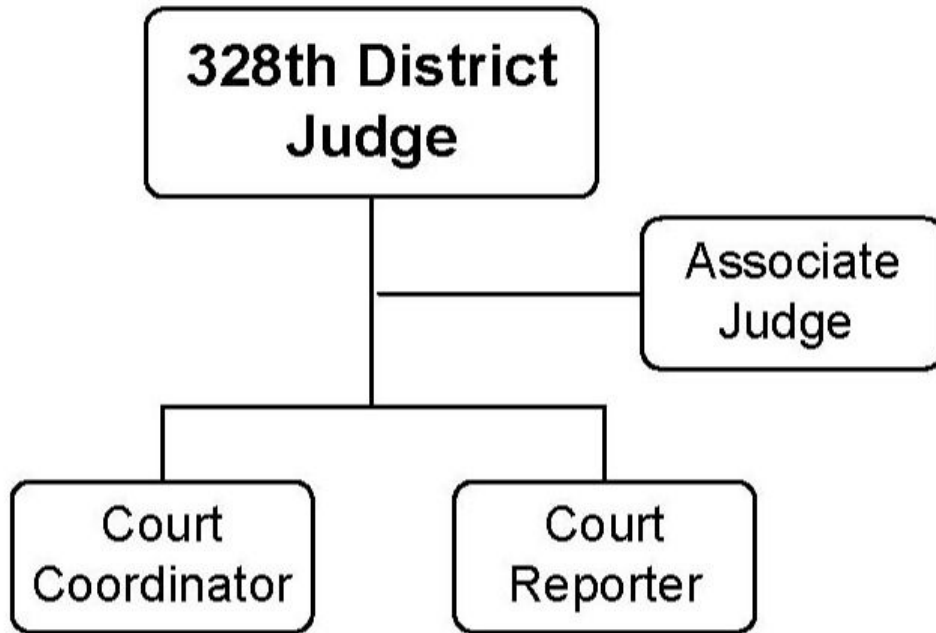 328th District
Judge
Associate
Judge
Court
Coordinator
Court
Reporter